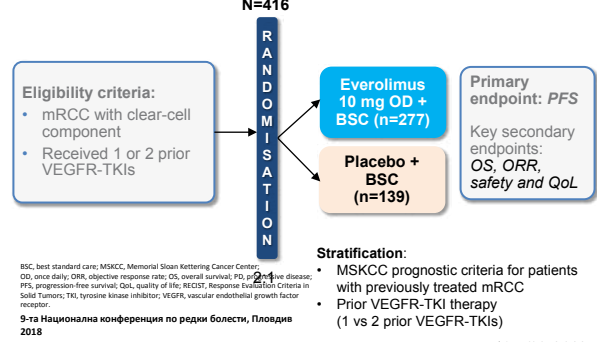 N=416
R
A
N
D
O
M
I
S
A
T
I
O
N
Eligibility criteria:
• mRCC with clear-cell
component
• Received 1 or 2 prior
VEGFR-TKIs
Everolimus
10 mg OD +
BSC (n=277)
Placebo +
BSC
(n=139)
Primary
endpoint: PFS
Key secondary
endpoints:
OS, ORR,
safety and QoL
2:1
Stratification:
• MSKCC prognostic criteria for patients
with previously treated mRCC
• Prior VEGFR-TKI therapy
(1 vs 2 prior VEGFR-TKIs)
BSC, best standard care; MSKCC, Memorial Sloan Kettering Cancer Center;
OD, once daily; ORR, objective response rate; OS, overall survival; PD, progressive disease;
PFS, progression-free survival; QoL, quality of life; RECIST, Response Evaluation Criteria in
Solid Tumors; TKI, tyrosine kinase inhibitor; VEGFR, vascular endothelial growth factor
receptor.
9-та Национална конференция по редки болести, Пловдив
2018